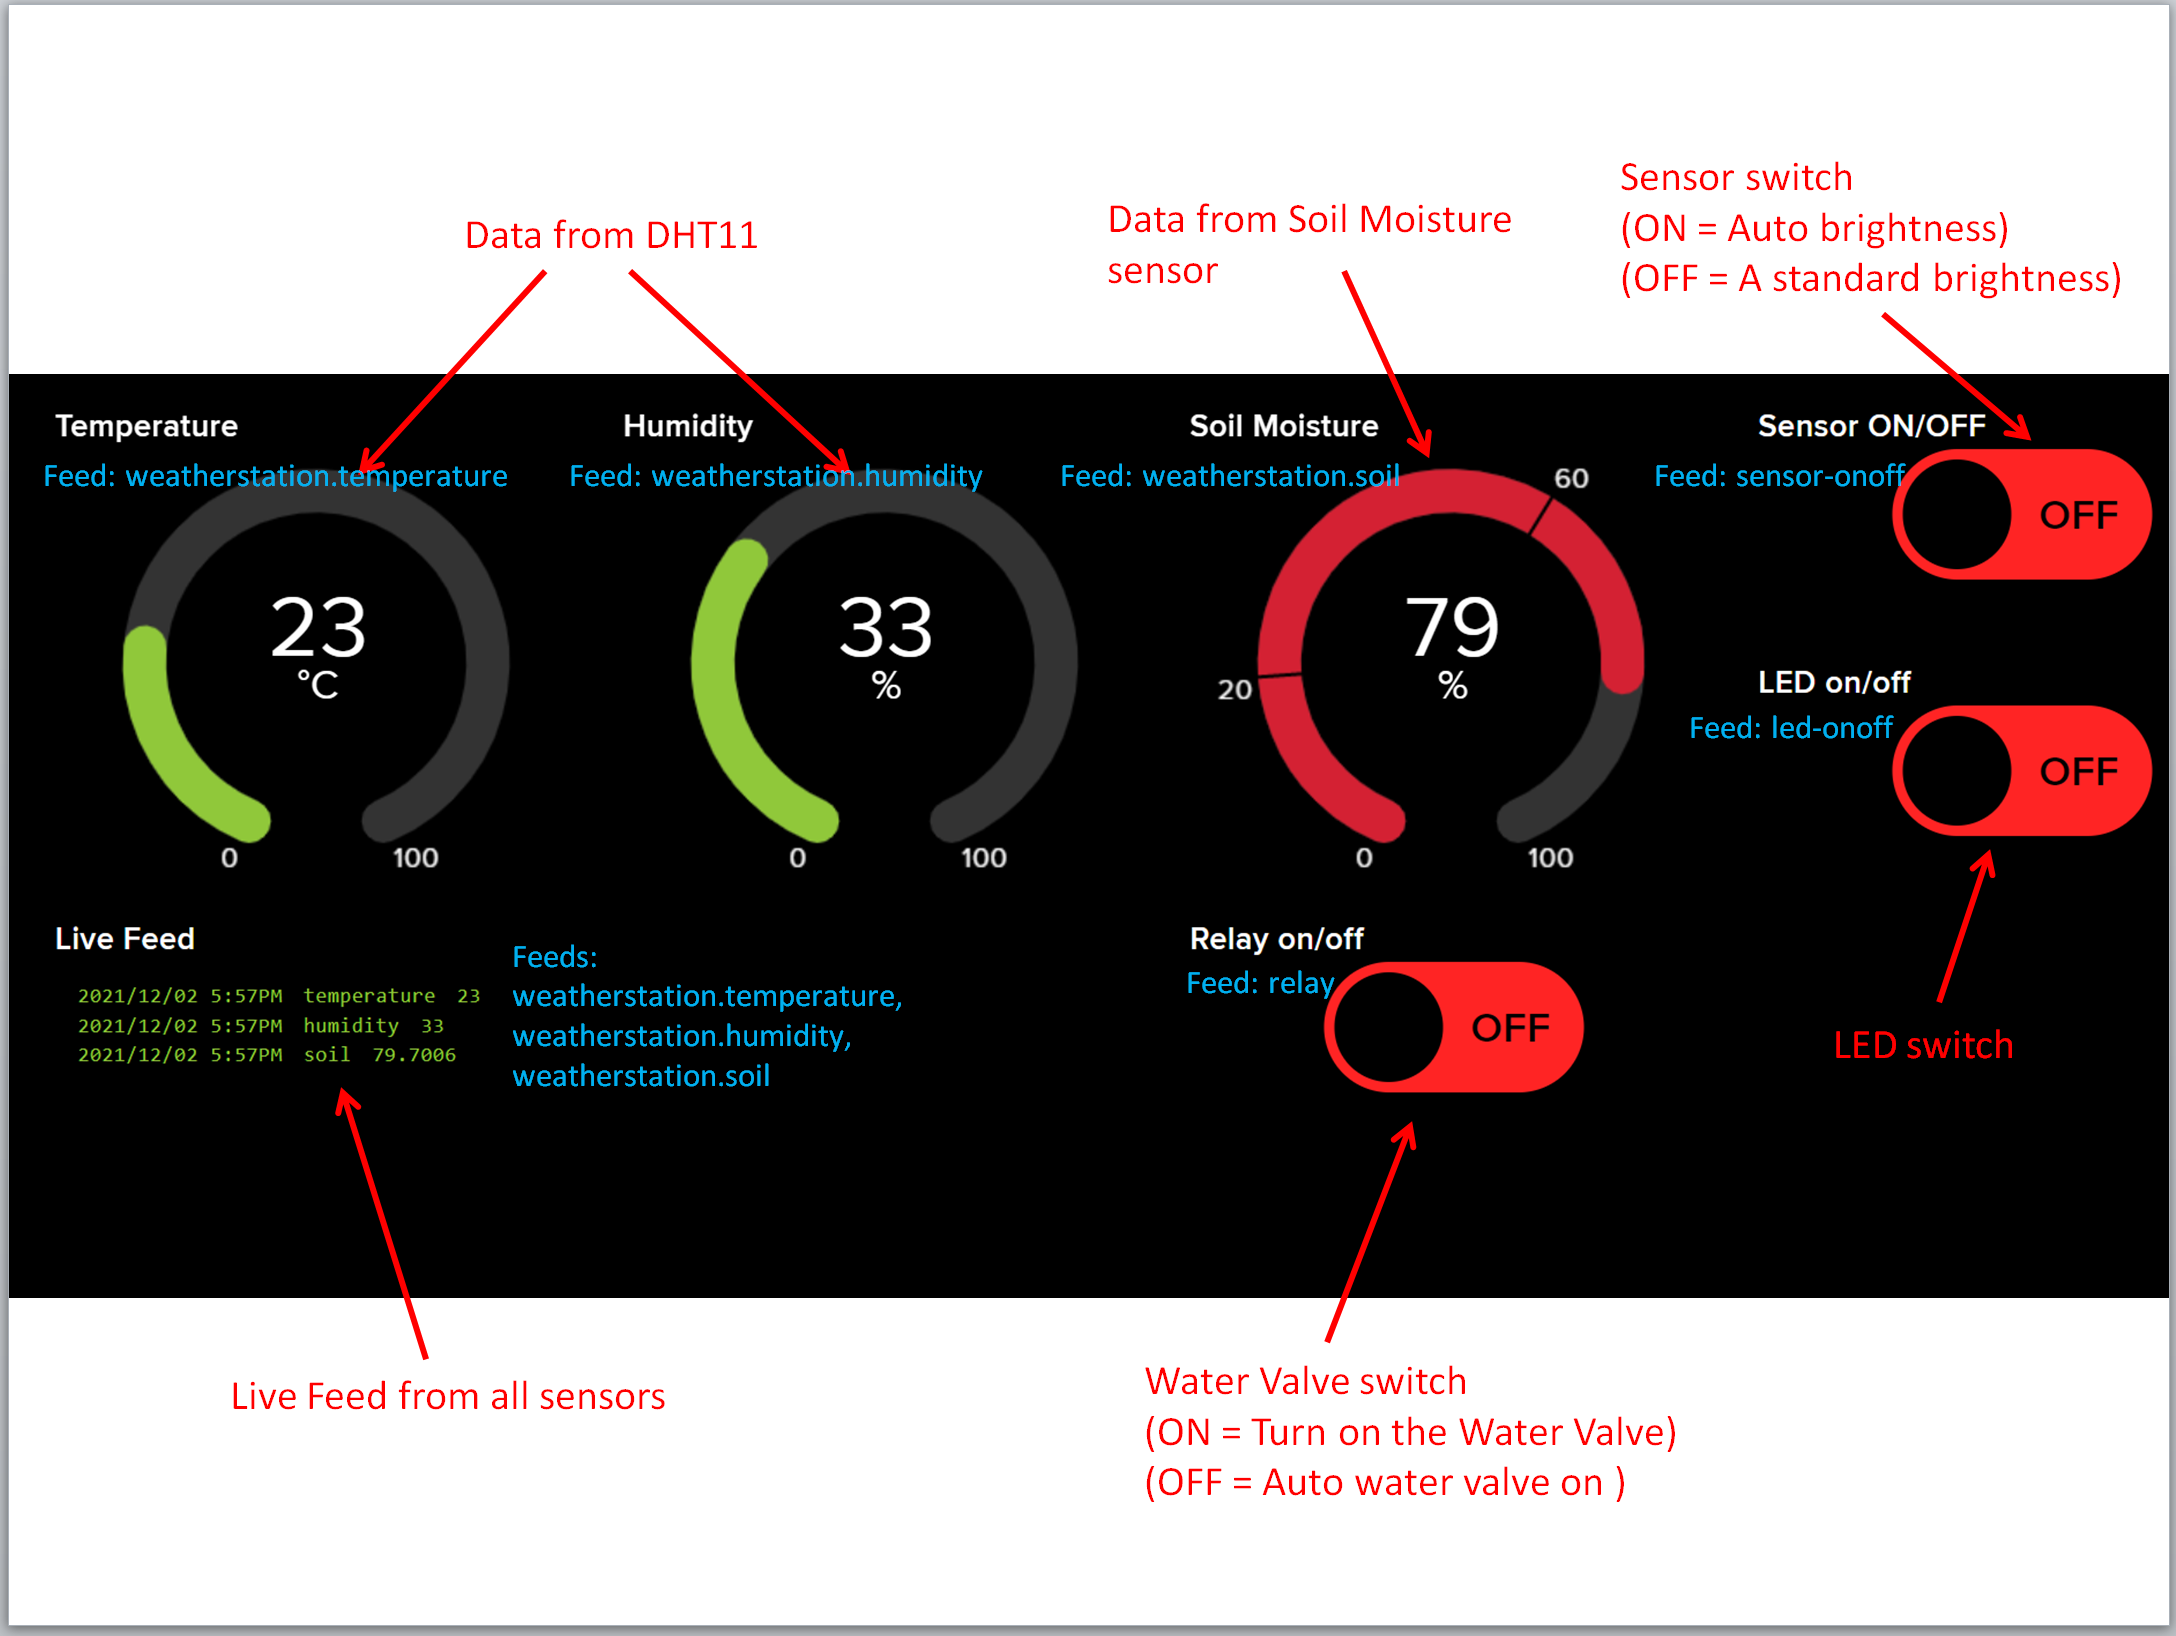 Sensor switch
(ON = Auto brightness)
(OFF = A standard brightness)
Data from DHT11
Data from Soil Moisture
sensor
Temperature
Feed: weatherstation.temperature
23
°C
0
100
Humidity
Feed: weatherstation.humidity
33
%
0
100
Soil Moisture
Feed: weatherstation.soil
60
20
79
%
0
100
Sensor ON/OFF
Feed: sensor-onoff
OFF
LED on/off
Feed: led-onoff
OFF
LED switch
Live Feed
2021/12/02 5:57PM temperature 23
2021/12/02 5:57PM humidity 33
2021/12/02 5:57PM soil 79.7006
Feeds:
weatherstation.temperature,
weatherstation.humidity,
weatherstation.soil
Relay on/off
Feed: relay
OFF
Live Feed from all sensors
Water Valve switch
(ON = Turn on the Water Valve)
(OFF = Auto water valve on )